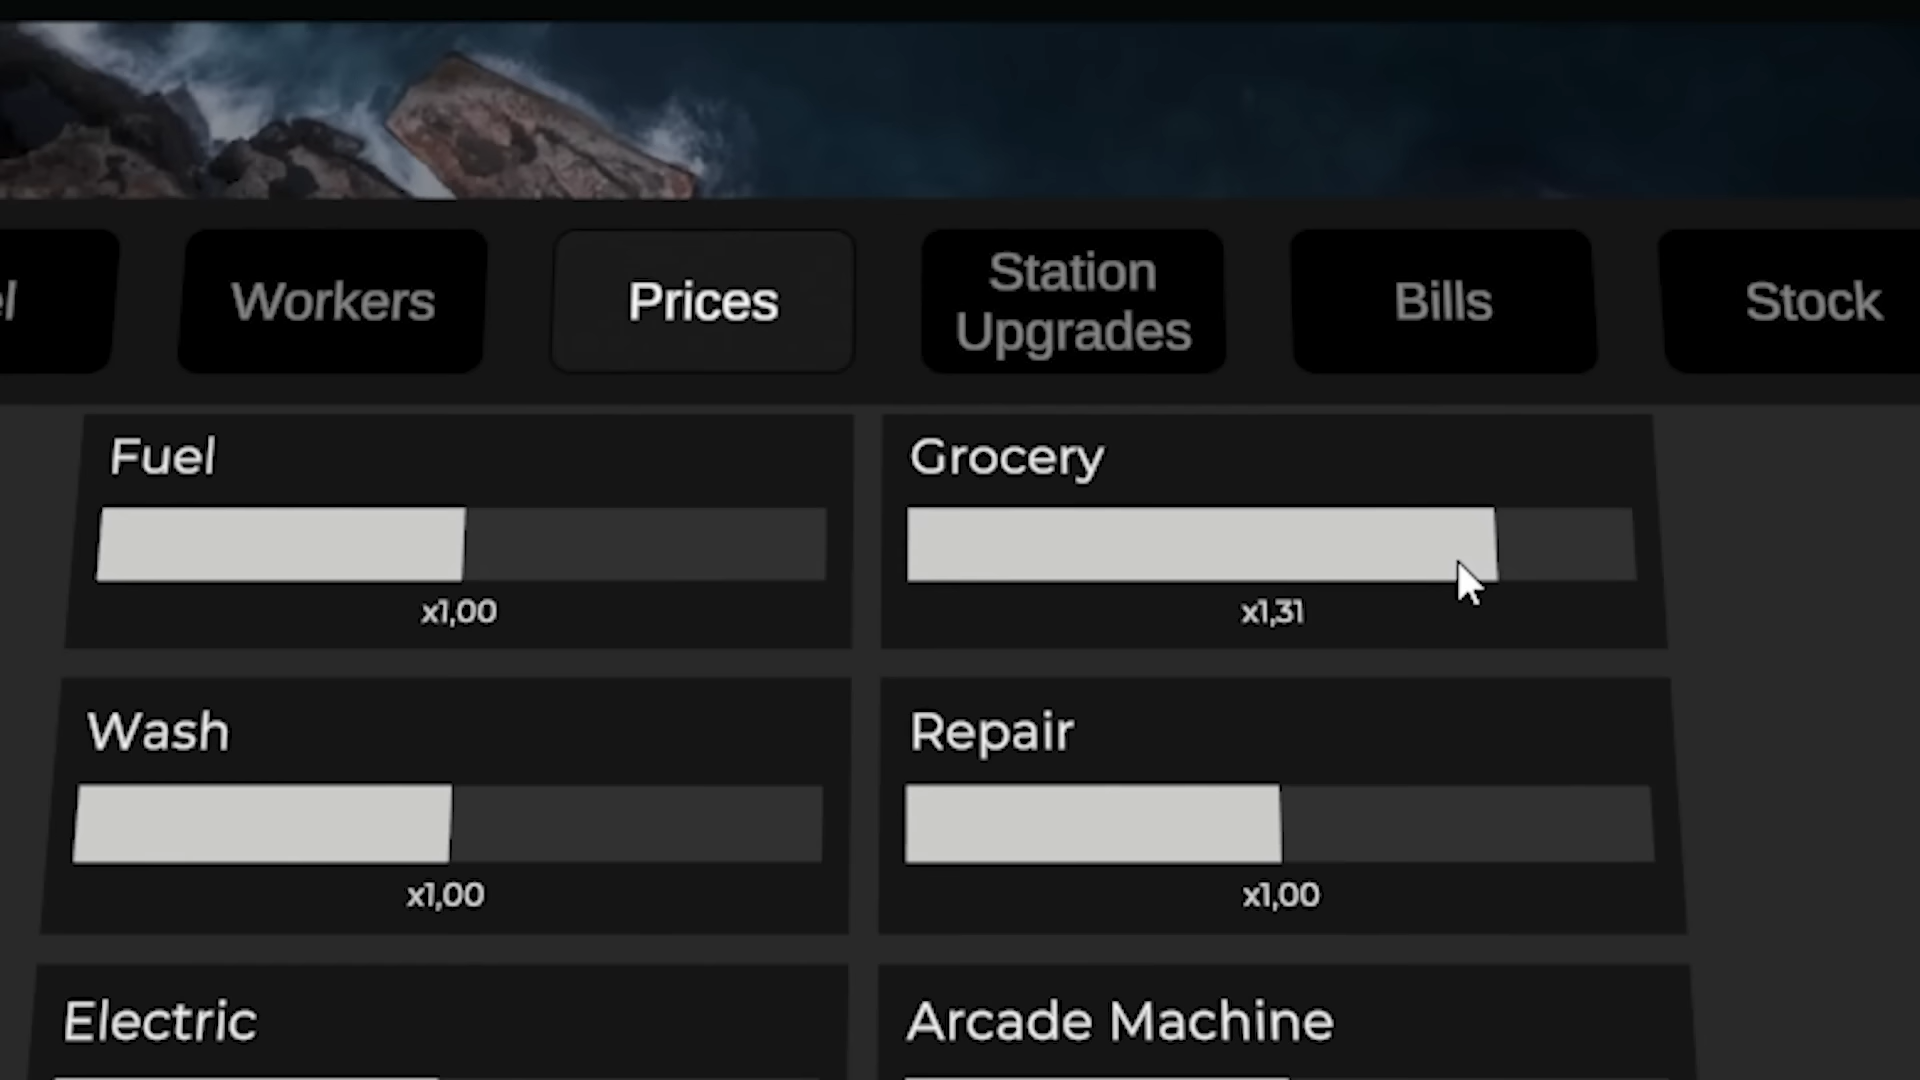 Workers
Prices
Station
Upgrades
Bills
Stock
Fuel
Grocery
x1,00
x1,31
Wash
Repair
x1,00
x1,00
Electric
Arcade Machine